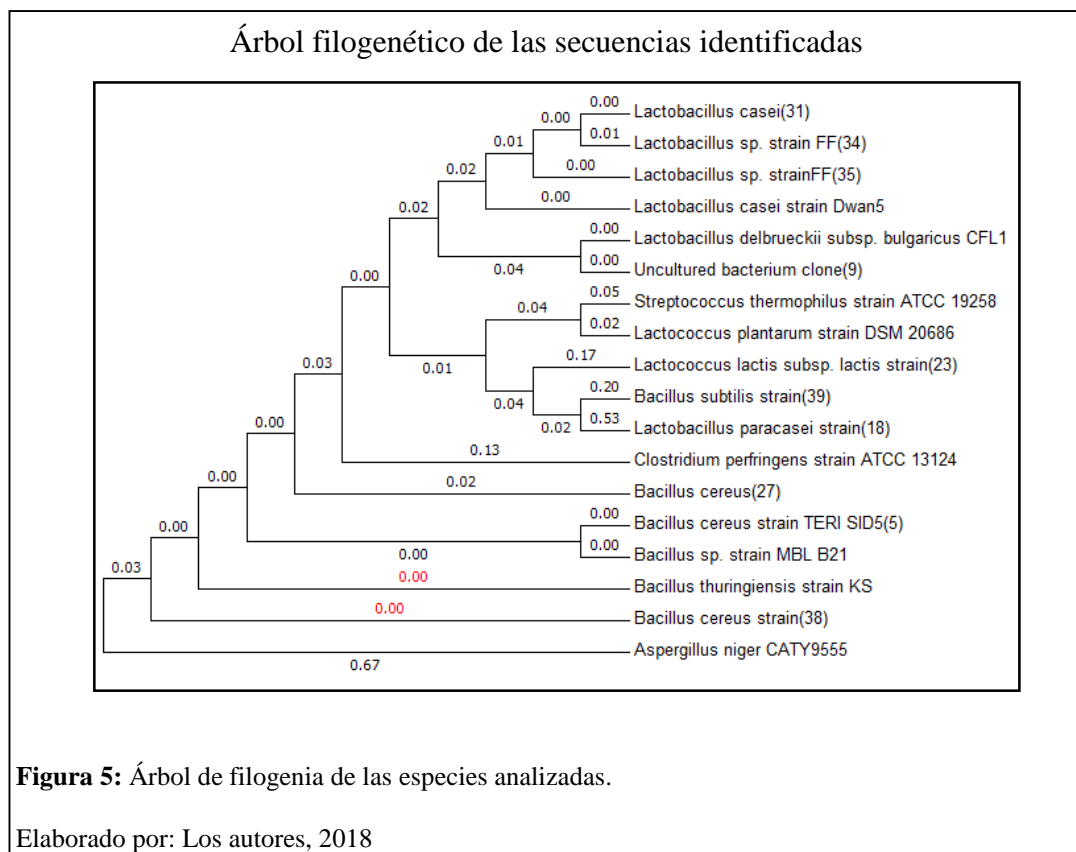 Árbol filogenético de las secuencias identificadas
0.00
Lactobacillus casei(31)
0.00
0.01
Lactobacillus sp. strain FF(34)
0.01
0.00
Lactobacillus sp. strainFF(35)
0.02
0.00
Lactobacillus casei strain Dwan5
0.02
0.00
Lactobacillus delbrueckii subsp. bulgaricus CFL1
0.04
0.00
Uncultured bacterium clone(9)
0.00
0.05
Streptococcus thermophilus strain ATCC 19258
0.04
0.02
Lactococcus plantarum strain DSM 20686
0.01
0.17
Lactococcus lactis subsp. lactis strain(23)
0.04
0.20
Bacillus subtilis strain(39)
0.02
0.53
Lactobacillus paracasei strain(18)
0.03
0.13
Clostridium perfringens strain ATCC 13124
0.00
0.02
Bacillus cereus(27)
0.00
0.00
Bacillus cereus strain TERI SID5(5)
0.00
0.00
Bacillus sp. strain MBL B21
0.00
0.00
Bacillus thuringiensis strain KS
0.03
0.00
Bacillus cereus strain(38)
0.67
Aspergillus niger CATY9555
Figura 5: Árbol de filogenia de las especies analizadas.
Elaborado por: Los autores, 2018